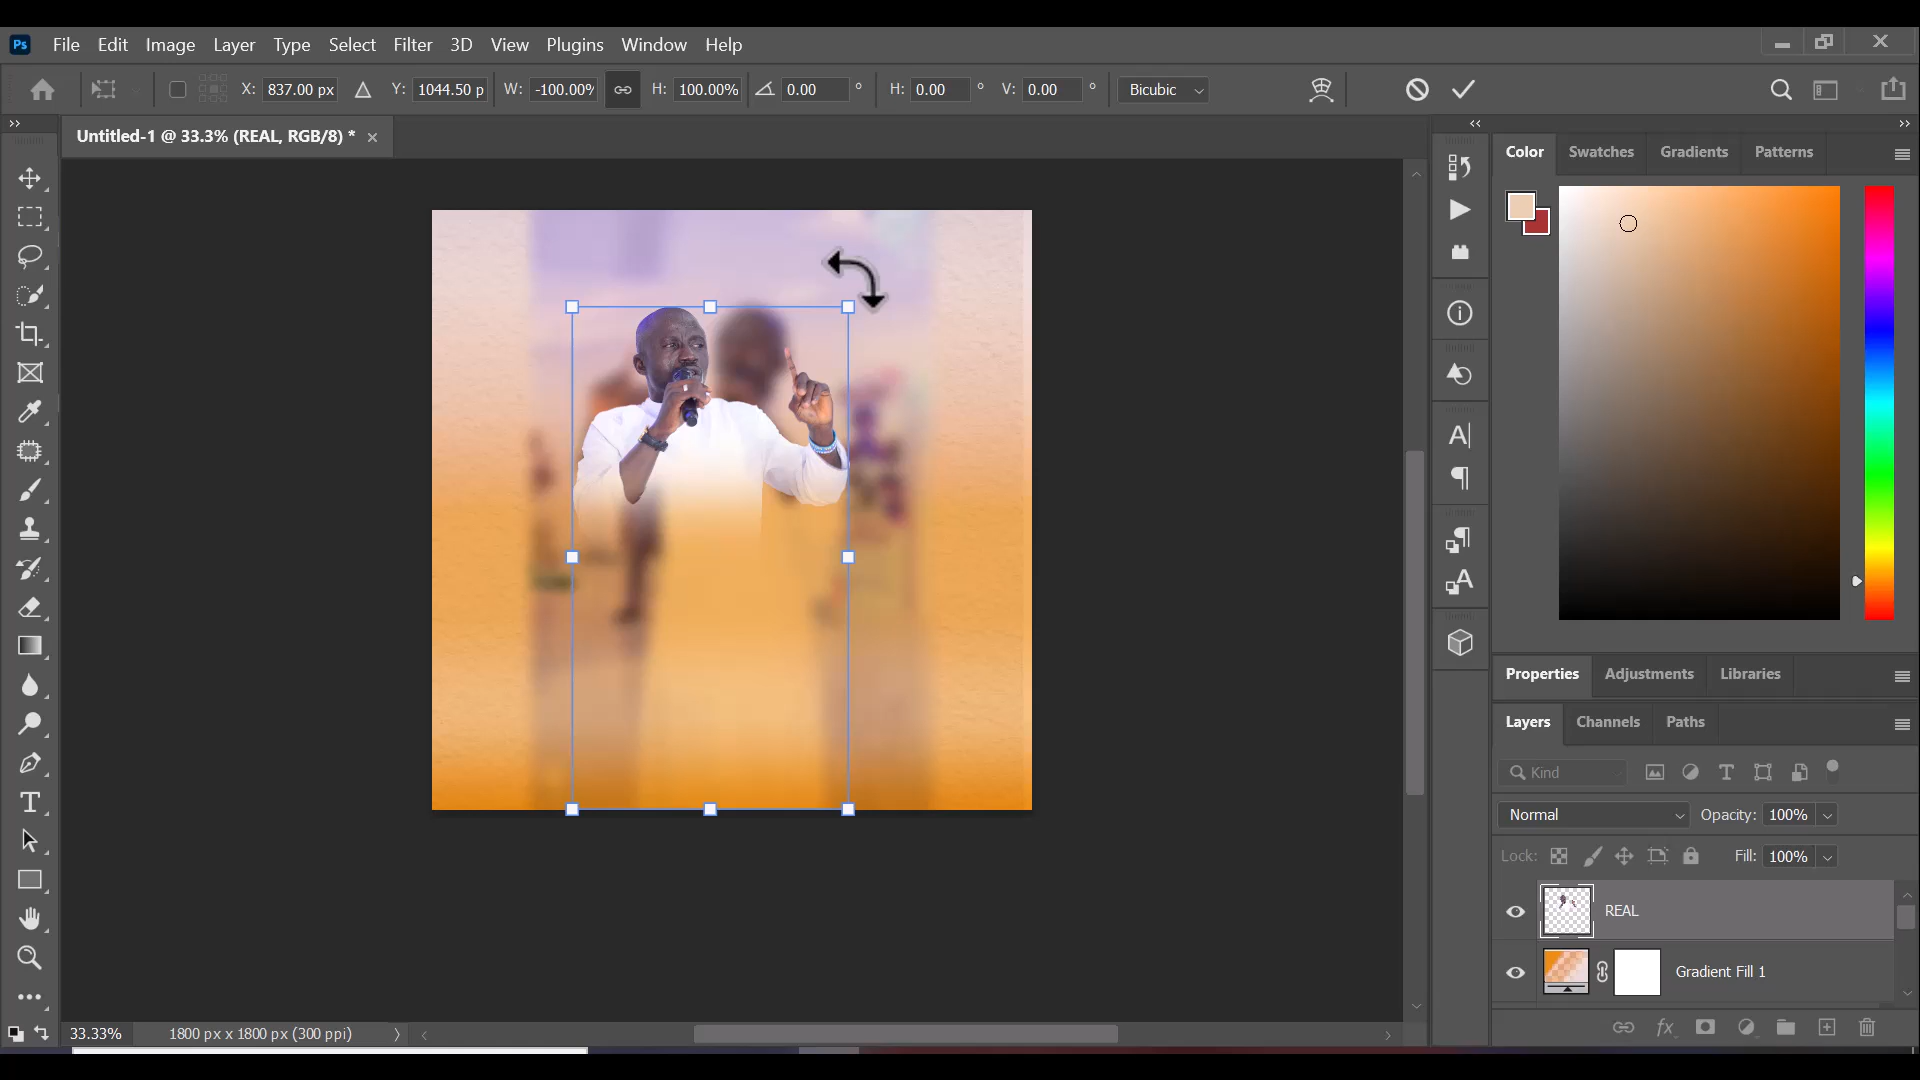 Ps File Edit Image Layer Type Select Filter 3D View Plugins Window Help
X: 837.00 px Y: 1044.50 p W: -100.00% H: 100.00% 0.00 ° H: 0.00 ° V: 0.00 ° Bicubic
Untitled-1 @ 33.3% (REAL, RGB/8) * ×
Color Swatches Gradients Patterns
Properties Adjustments Libraries
Layers Channels Paths
Kind
Normal Opacity: 100%
Lock: Fill: 100%
REAL
Gradient Fill 1
fx
33.33% 1800 px x 1800 px (300 ppi)